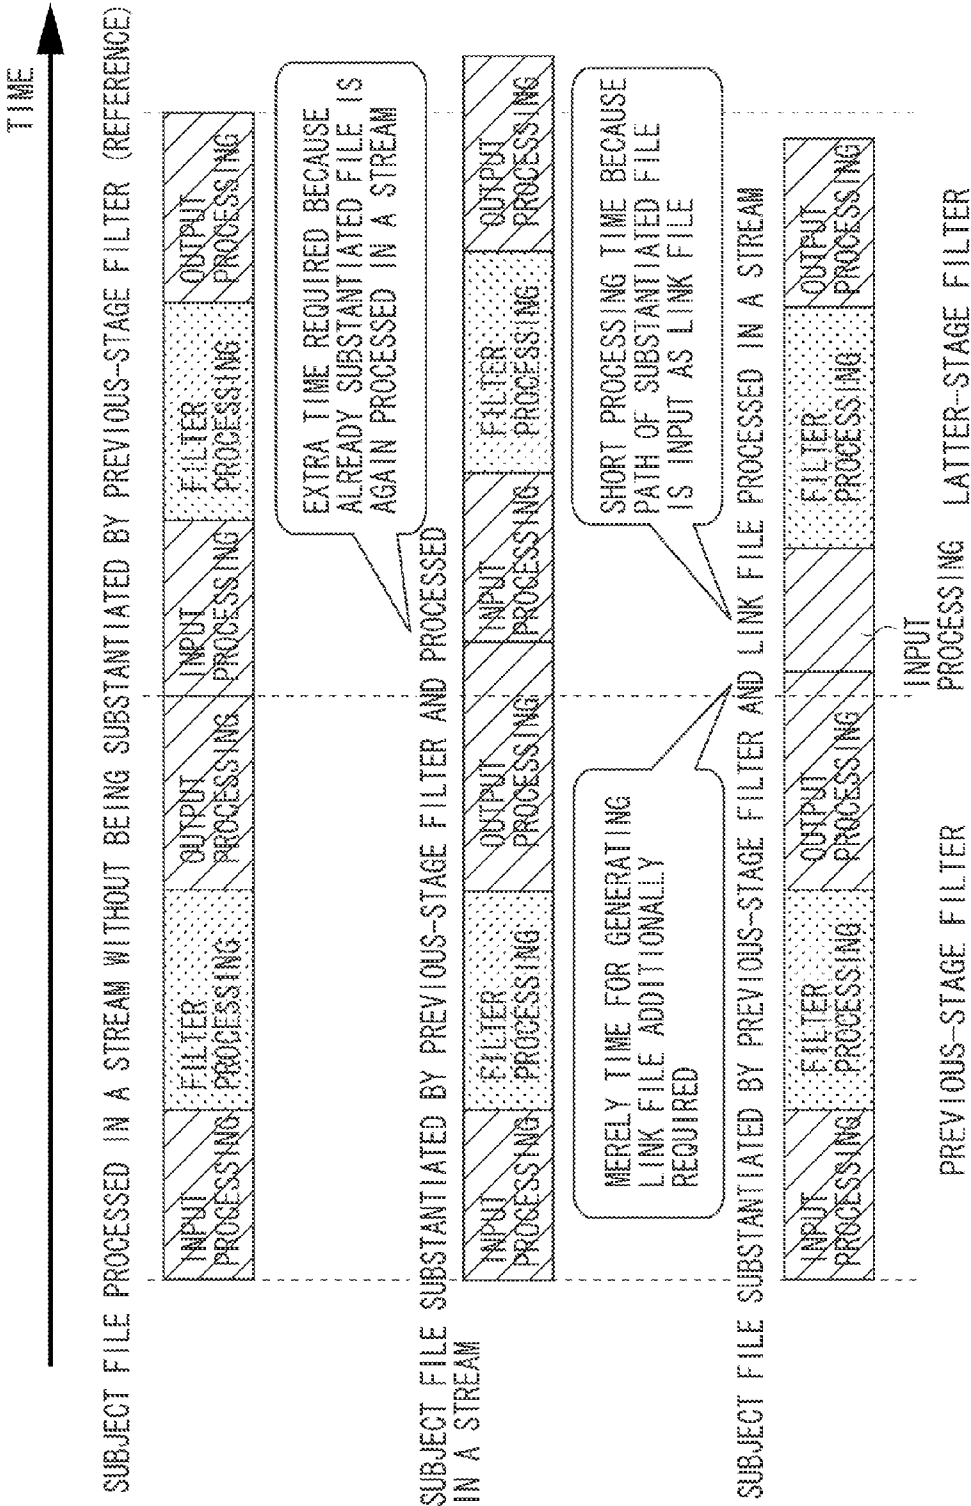 TIME
SUBJECT FILE PROCESSED IN A STREAM WITHOUT BEING SUBSTANTIATED BY PREVIOUS-STAGE FILTER (REFERENCE)
INPUT
PROCESSING
FILTER
PROCESSING
OUTPUT
PROCESSING
INPUT
PROCESSING
FILTER
PROCESSING
OUTPUT
PROCESSING
EXTRA TIME REQUIRED BECAUSE
ALREADY SUBSTANTIATED FILE IS
AGAIN PROCESSED IN A STREAM
SUBJECT FILE SUBSTANTIATED BY PREVIOUS-STAGE FILTER AND PROCESSED
IN A STREAM
INPUT
PROCESSING
FILTER
PROCESSING
OUTPUT
PROCESSING
INPUT
PROCESSING
FILTER
PROCESSING
OUTPUT
PROCESSING
MERELY TIME FOR GENERATING
LINK FILE ADDITIONALLY
REQUIRED
SHORT PROCESSING TIME BECAUSE
PATH OF SUBSTANTIATED FILE
IS INPUT AS LINK FILE
SUBJECT FILE SUBSTANTIATED BY PREVIOUS-STAGE FILTER AND LINK FILE PROCESSED IN A STREAM
INPUT
PROCESSING
FILTER
PROCESSING
OUTPUT
PROCESSING
FILTER
PROCESSING
OUTPUT
PROCESSING
INPUT
PROCESSING
PREVIOUS-STAGE FILTER
LATTER-STAGE FILTER